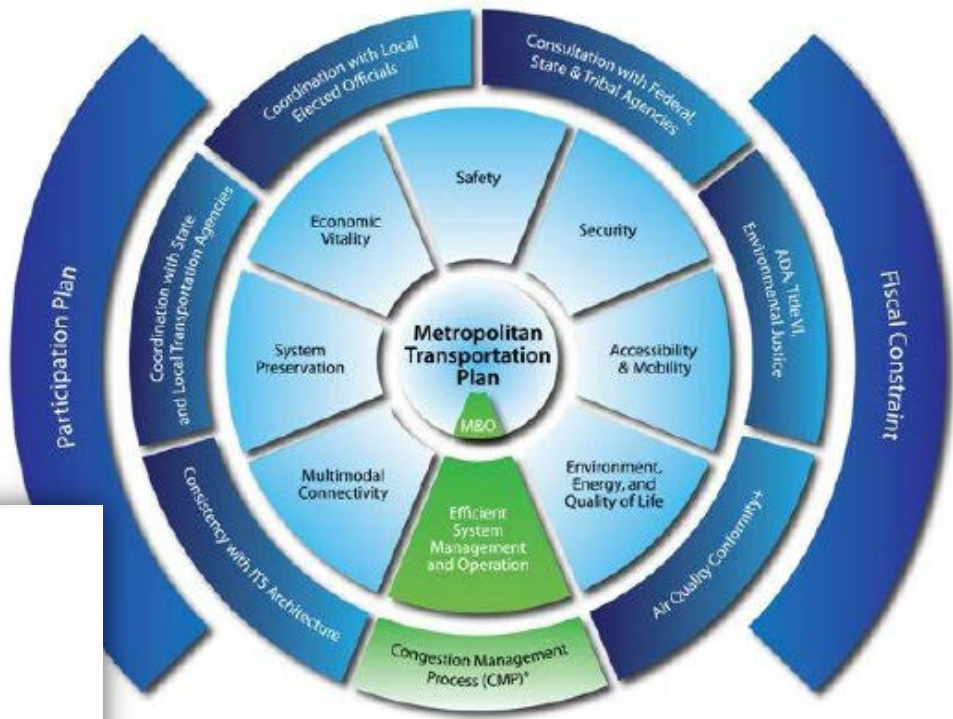 Coordination with Local
Elected Officials
Consultation with Federal,
State & Tribal Agencies
Participation Plan
Coordination with State
and Local Transportation Agencies
Economic
Vitality
Safety
Security
ADA, Title VI,
Environmental Justice
Fiscal Constraint
System
Preservation
Metropolitan
Transportation
Plan
M&O
Accessibility
& Mobility
Multimodal
Connectivity
Efficient
System
Management
and Operation
Environment,
Energy, and
Quality of Life
Consistency with ITS Architecture
Air Quality Conformity+
Congestion Management
Process (CMP)*